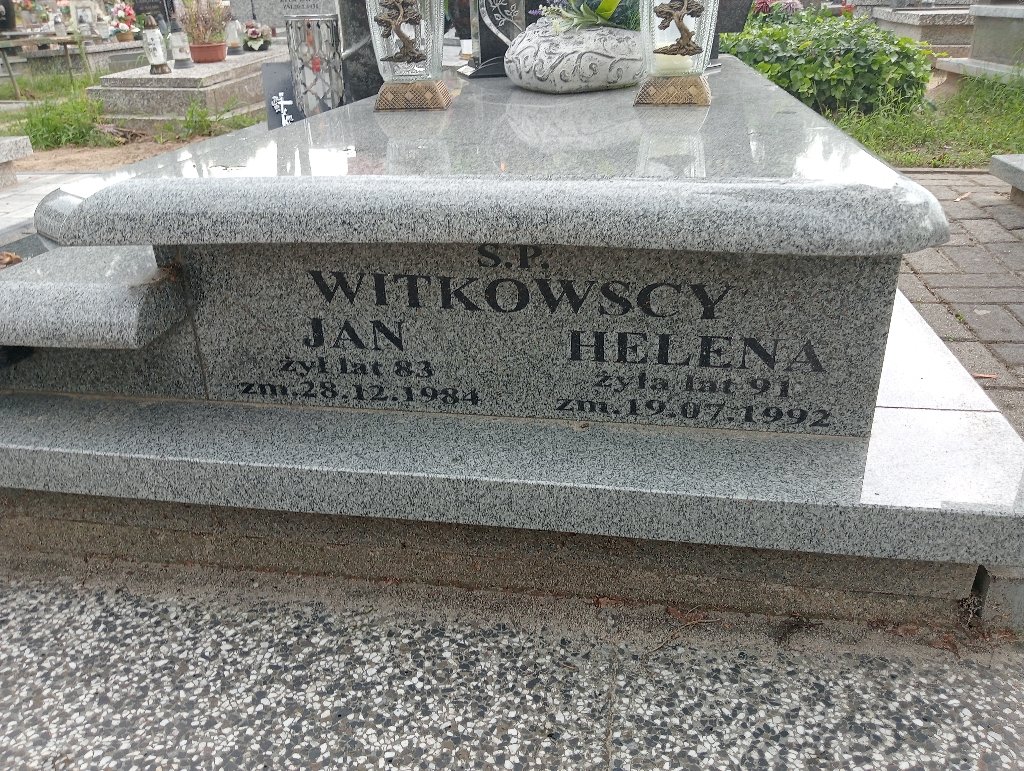 S.P.
WITKOWSCY
JAN
żył lat 83
zm.28.12.1984
HELENA
żyła lat 91
zm.19.07.1992